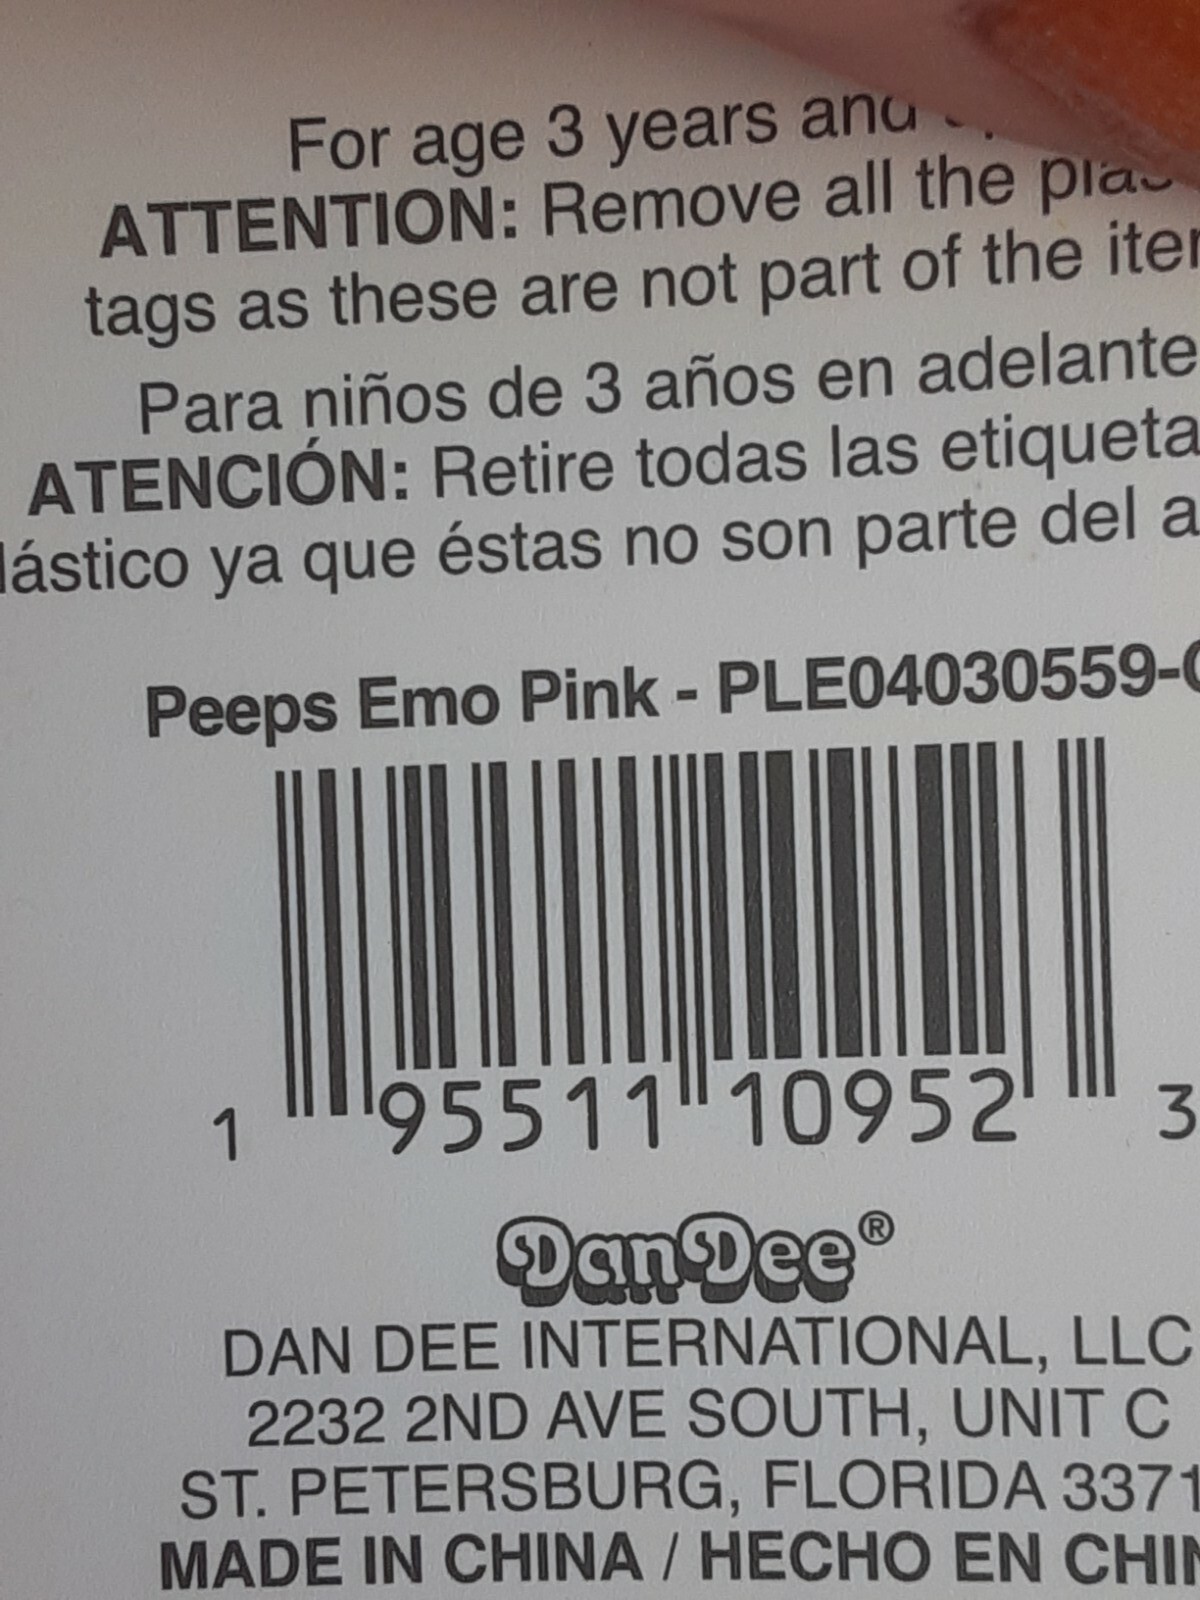 For age 3 years and
ATTENTION: Remove all the
tags as these are not part of the
Para niños de 3 años en adelante
ATENCIÓN: Retire todas las
ya que éstas no son parte del
Peeps Emo Pink - PLE04030559-
1 95511 10952 3
DanDee®
DAN DEE INTERNATIONAL, LLC
2232 2ND AVE SOUTH, UNIT C
ST. PETERSBURG, FLORIDA
MADE IN CHINA / HECHO EN